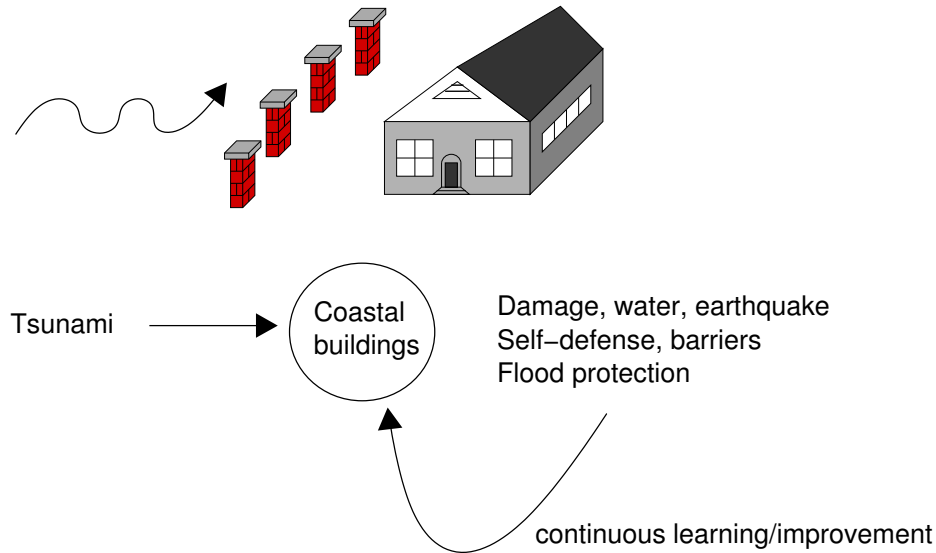 Tsunami
Coastal
buildings
Damage, water, earthquake
Self−defense, barriers
Flood protection
continuous learning/improvement